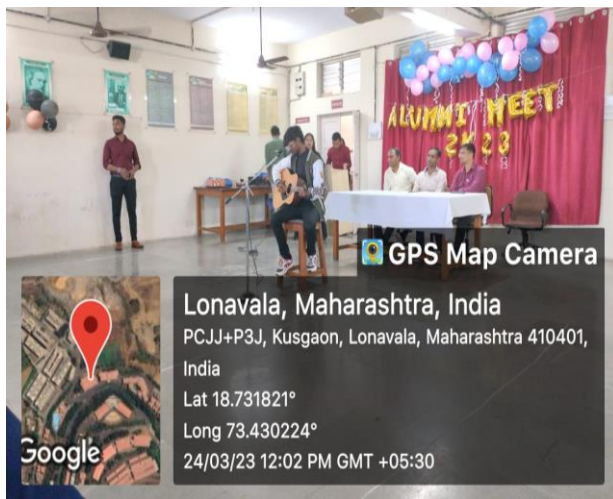 ALUMNI MEET
2K23
GPS Map Camera
Lonavala, Maharashtra, India
PCJJ+P3J, Kusgaon, Lonavala, Maharashtra 410401,
India
Lat 18.731821°
Long 73.430224°
24/03/23 12:02 PM GMT +05:30
Google